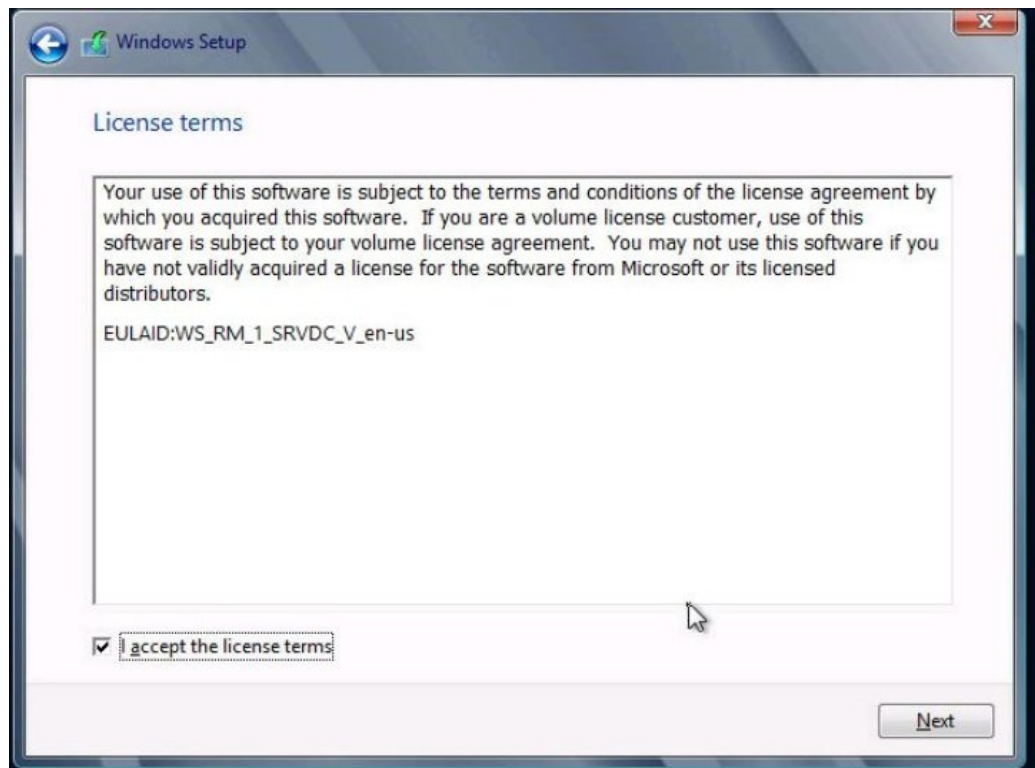 Windows Setup
License terms
Your use of this software is subject to the terms and conditions of the license agreement by
which you acquired this software.  If you are a volume license customer, use of this
software is subject to your volume license agreement.  You may not use this software if you
have not validly acquired a license for the software from Microsoft or its licensed
distributors.
EULAID:WS_RM_1_SRVDC_V_en-us
I accept the license terms
Next